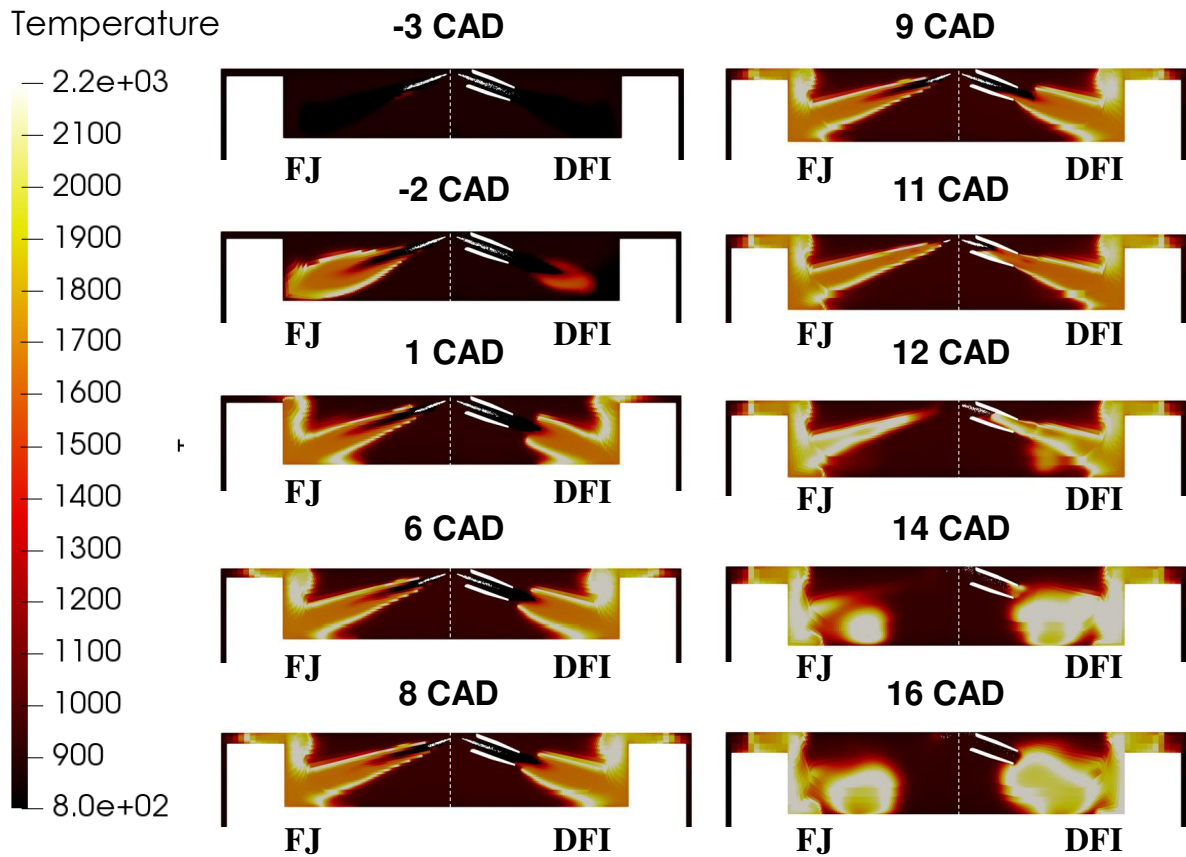 Temperature
2.2e+03
2100
2000
1900
1800
1700
1600
1500
1400
1300
1200
1100
1000
900
8.0e+02
-3 CAD
FJ DFI
-2 CAD
FJ DFI
1 CAD
FJ DFI
6 CAD
FJ DFI
8 CAD
FJ DFI
9 CAD
FJ DFI
11 CAD
FJ DFI
12 CAD
FJ DFI
14 CAD
FJ DFI
16 CAD
FJ DFI